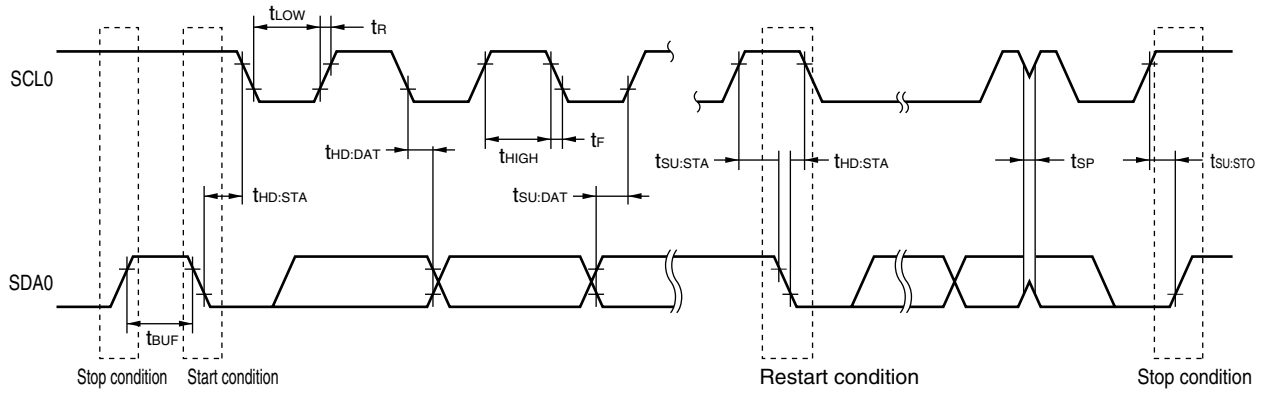 tLOW
tR
SCL0
tHD:DAT
tHIGH
tF
tSU:STA
tHD:STA
tSP
tSU:STO
tHD:STA
tSU:DAT
SDA0
tBUF
Stop condition
Start condition
Restart condition
Stop condition